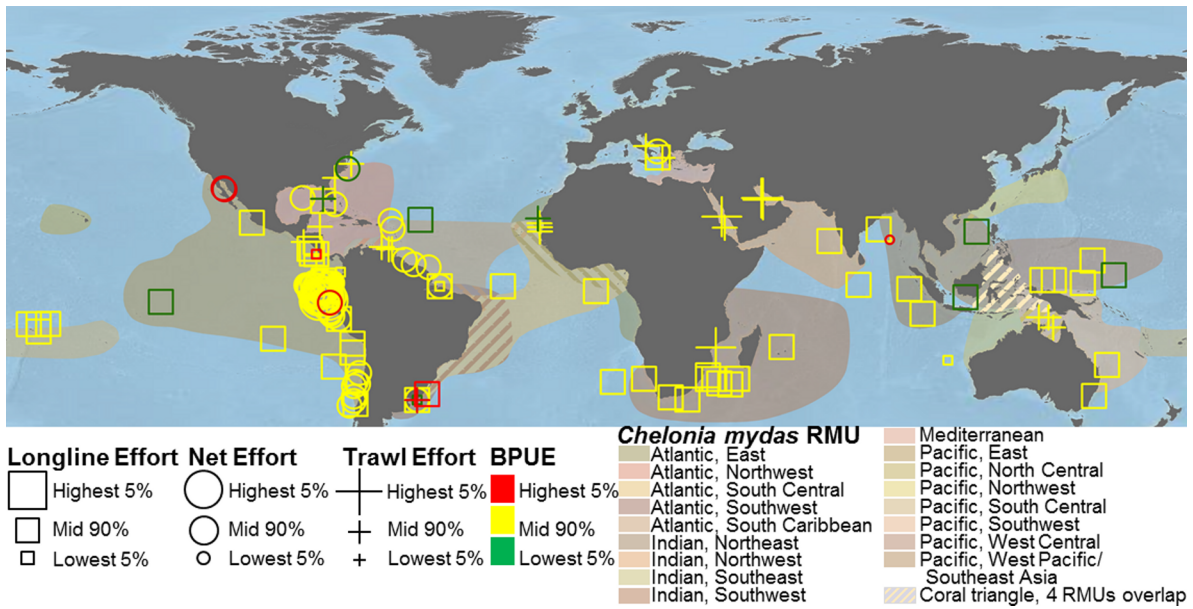 Longline Effort
Highest 5%
Mid 90%
Lowest 5%
Net Effort
Highest 5%
Mid 90%
Lowest 5%
Trawl Effort
Highest 5%
Mid 90%
Lowest 5%
BPUE
Highest 5%
Mid 90%
Lowest 5%
Chelonia mydas RMU
Atlantic, East
Atlantic, Northwest
Atlantic, South Central
Atlantic, Southwest
Atlantic, South Caribbean
Indian, Northeast
Indian, Northwest
Indian, Southeast
Indian, Southwest
Mediterranean
Pacific, East
Pacific, North Central
Pacific, Northwest
Pacific, South Central
Pacific, Southwest
Pacific, West Central
Pacific, West Pacific/
Southeast Asia
Coral triangle, 4 RMUs overlap